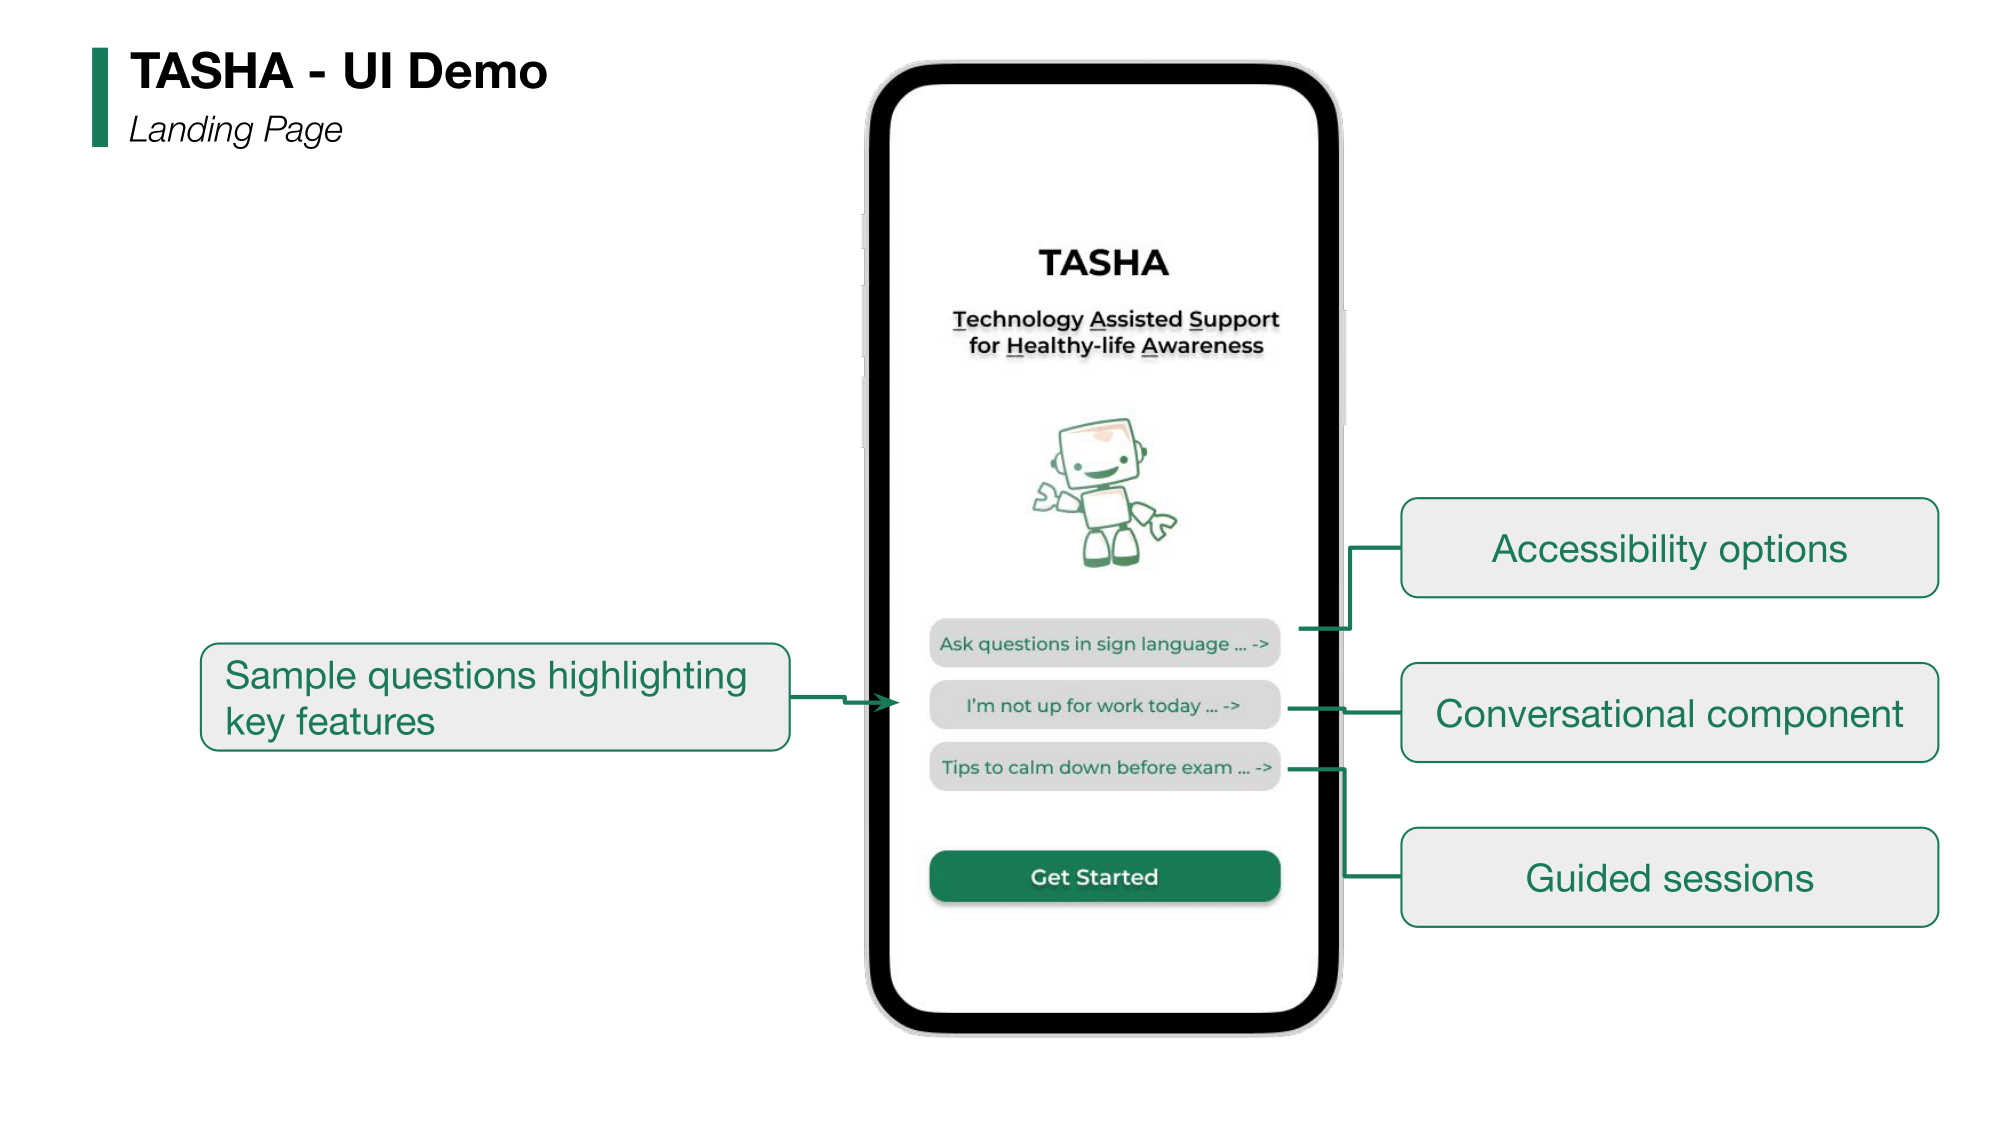 TASHA - UI Demo
Landing Page
TASHA
Technology Assisted Support
for Healthy-life Awareness
Ask questions in sign language ... ->
I'm not up for work today ... ->
Tips to calm down before exam ... ->
Get Started
Sample questions highlighting
key features
Accessibility options
Conversational component
Guided sessions